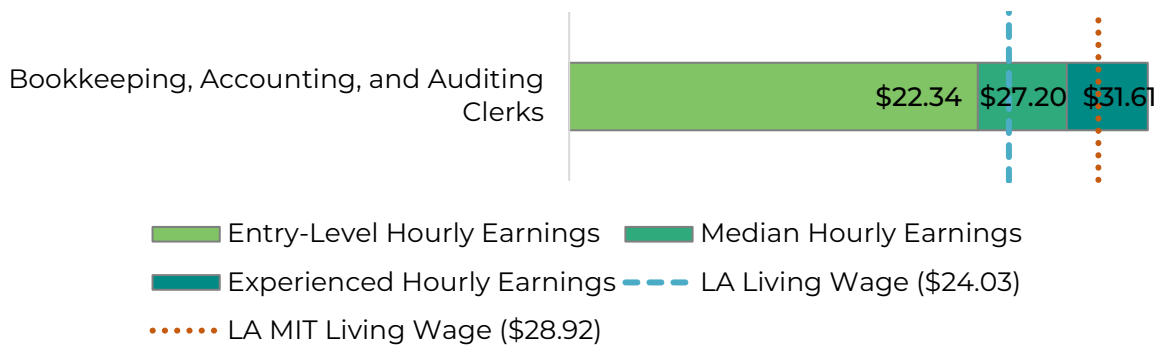 Bookkeeping, Accounting, and Auditing
Clerks
$22.34 $27.20 $31.61
Entry-Level Hourly Earnings Median Hourly Earnings
Experienced Hourly Earnings LA Living Wage ($24.03)
LA MIT Living Wage ($28.92)